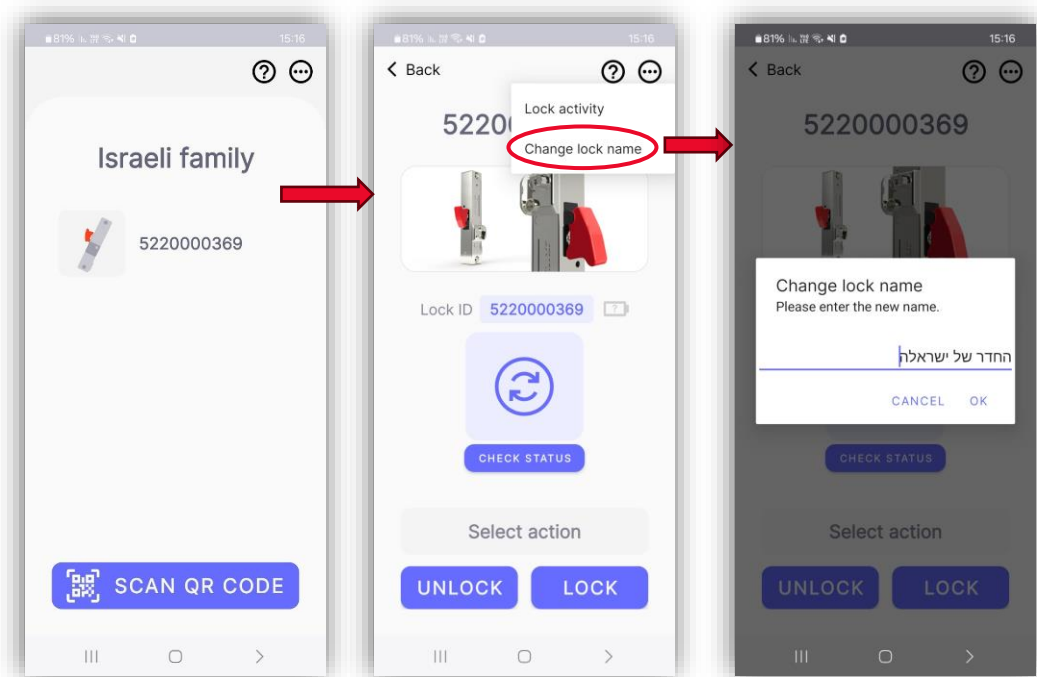 81% 15:16
Israeli family
5220000369
SCAN QR CODE
81% 15:16
Back
Lock activity
Change lock name
Lock ID 5220000369
CHECK STATUS
Select action
UNLOCK LOCK
81% 15:16
Back
5220000369
Change lock name
Please enter the new name.
החדר של ישראלה
CANCEL OK
CHECK STATUS
Select action
UNLOCK LOCK